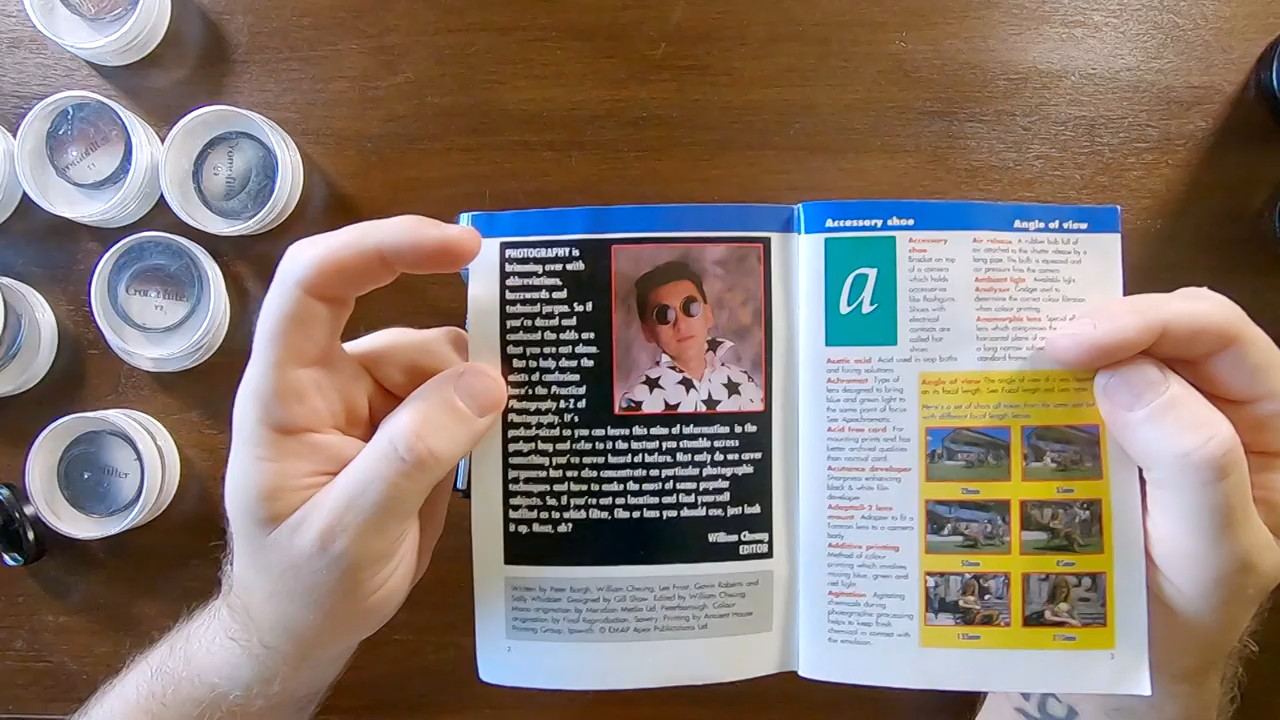 Cromofilter
Cromofilter
filter
PHOTOGRAPHY is
brimming over with
abbreviations,
buzzwords and
technical jargon. So if
you're dazed and
confused the odds are
that you are not alone.
But to help clear the
mists of confusion
here's the Practical
Photography A-Z of
Photography. It's
pocket-sized so you can leave this mine of information in the
gadget bag and refer to it the instant you stumble across
something you've never heard of before. Not only do we cover
jargonese but we also concentrate on particular photographic
techniques and how to make the most of some popular
subjects. So, if you're out on location and find yourself
baffled as to which filter, film or lens you should use, just look
it up. Neat, eh?
William Cheung
EDITOR
Written by Peter Bargh, William Cheung, Lee Frost, Gavin Roberts and
Sally Whidsan. Designed by Gill Shaw. Edited by William Cheung.
Mono origination by Meridian Media Ltd, Peterborough. Colour
origination by Final Reproduction, Sawtry. Printing by Ancient House
Printing Group, Ipswich. © EMAP Apex Publications Ltd
2
Accessory shoe
Angle of view
a
Accessory
shoe
Bracket on top
of a camera
which holds
accessories
like flashguns.
Shoes with
electrical
contacts are
called hot
shoes
Acetic acid Acid used in stop baths
and fixing solutions
Achromat Type of
lens designed to bring
blue and green light to
the same point of focus
See Apochromatic
Acid free card For
mounting prints and has
better archival qualities
than normal card.
Acutance developer
Sharpness enhancing
black & white film
developer
Adaptall-2 lens
mount Adapter to fit a
Tamron lens to a camera
body
Additive printing
Method of colour
printing which involves
mixing blue, green and
red light.
Agitation Agitating
chemicals during
photographic processing
helps to keep fresh
chemical in contact with
the emulsion.
Air release A rubber bulb full of
air attached to the shutter release by a
long pipe. The bulb is squeezed and
air pressure fires the camera
Ambient light Available light
Analyser Gadget used to
determine the correct colour filtration
when colour printing
Anamorphic lens Special
lens which compresses the
horizontal plane of
a long narrow
standard frame
Angle of view The angle of view of a lens
on its focal length. See Focal length and Lens
Here's a set of shots all taken from the same spot but
with different focal length lenses
28mm
35mm
50mm
85mm
135mm
210mm
3